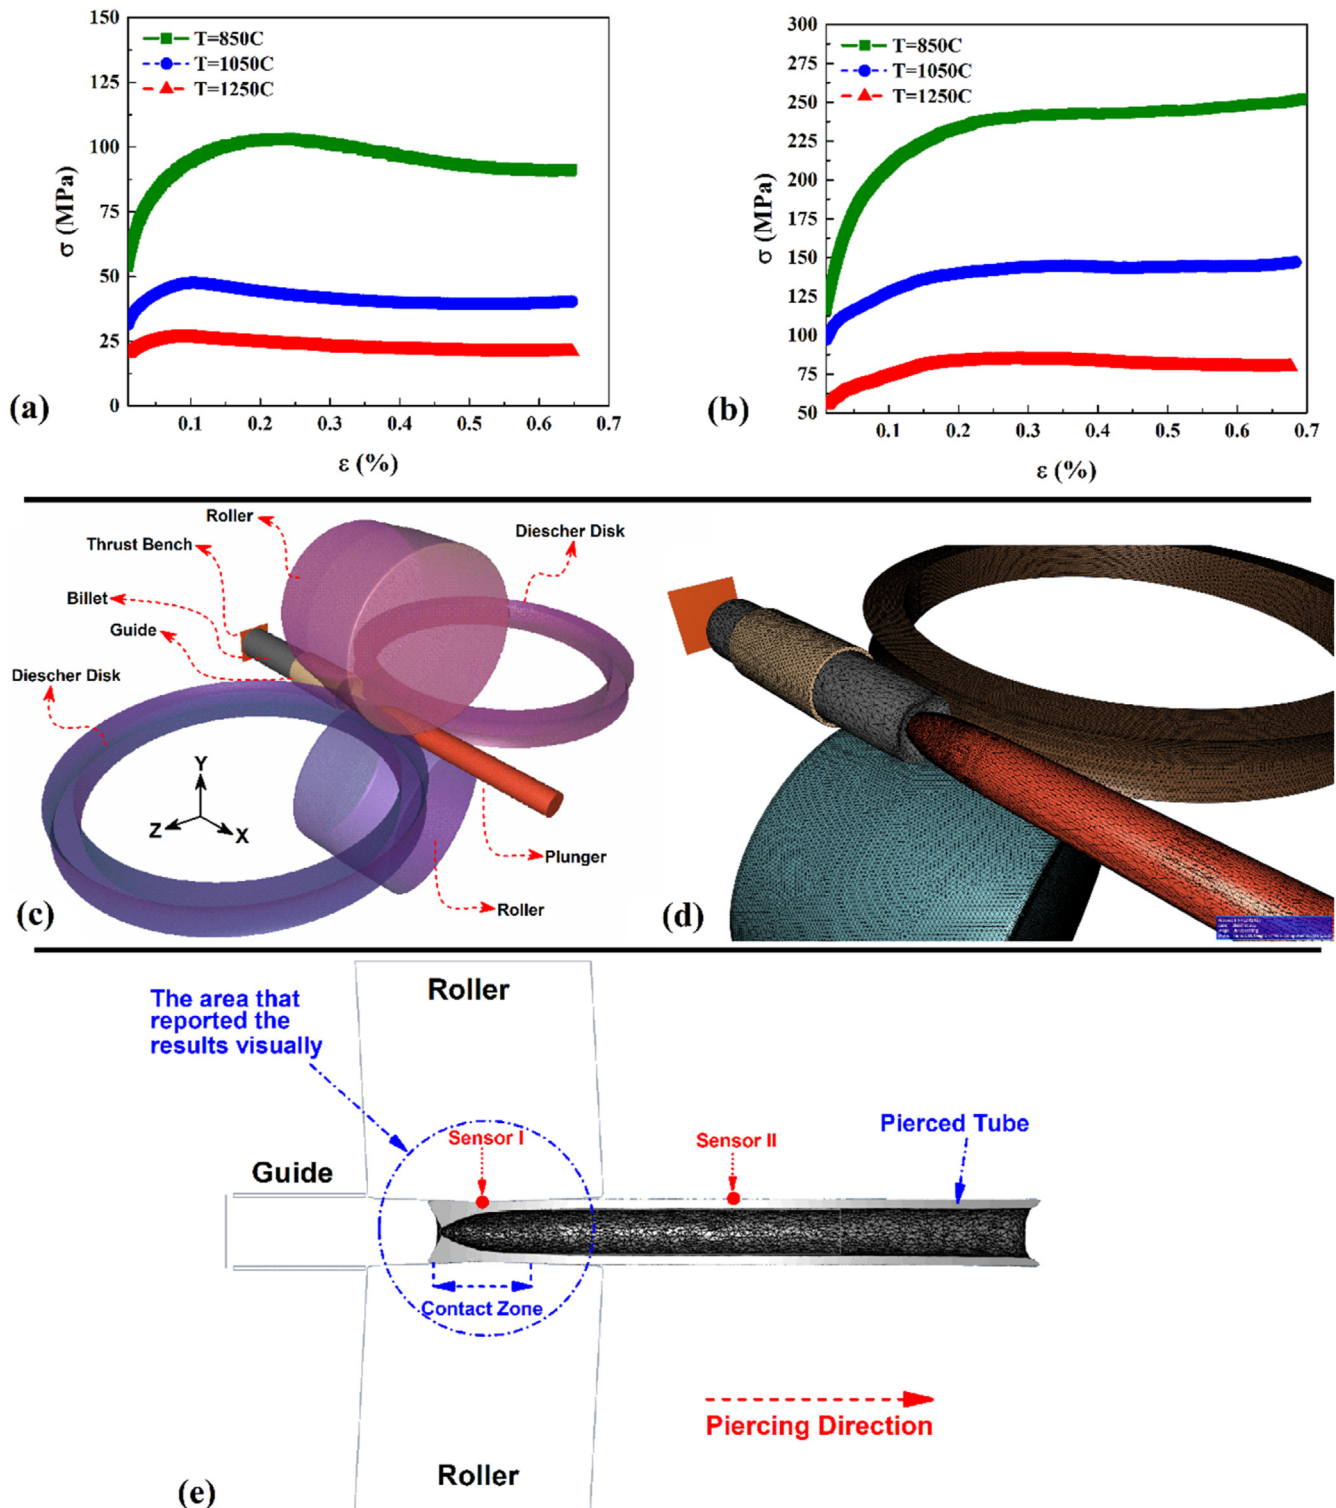 150
125
100
75
50
25
0
σ (MPa)
T=850C
T=1050C
T=1250C
0.1 0.2 0.3 0.4 0.5 0.6 0.7
ε (%)
(a)
300
275
250
225
200
175
150
125
100
75
50
σ (MPa)
T=850C
T=1050C
T=1250C
0.1 0.2 0.3 0.4 0.5 0.6 0.7
ε (%)
(b)
Roller
Thrust Bench
Billet
Guide
Diescher Disk
Diescher Disk
Y
Z
X
Plunger
Roller
(c)
(d)
The area that
reported the
results visually
Roller
Sensor I
Sensor II
Pierced Tube
Guide
Contact Zone
Piercing Direction
Roller
(e)